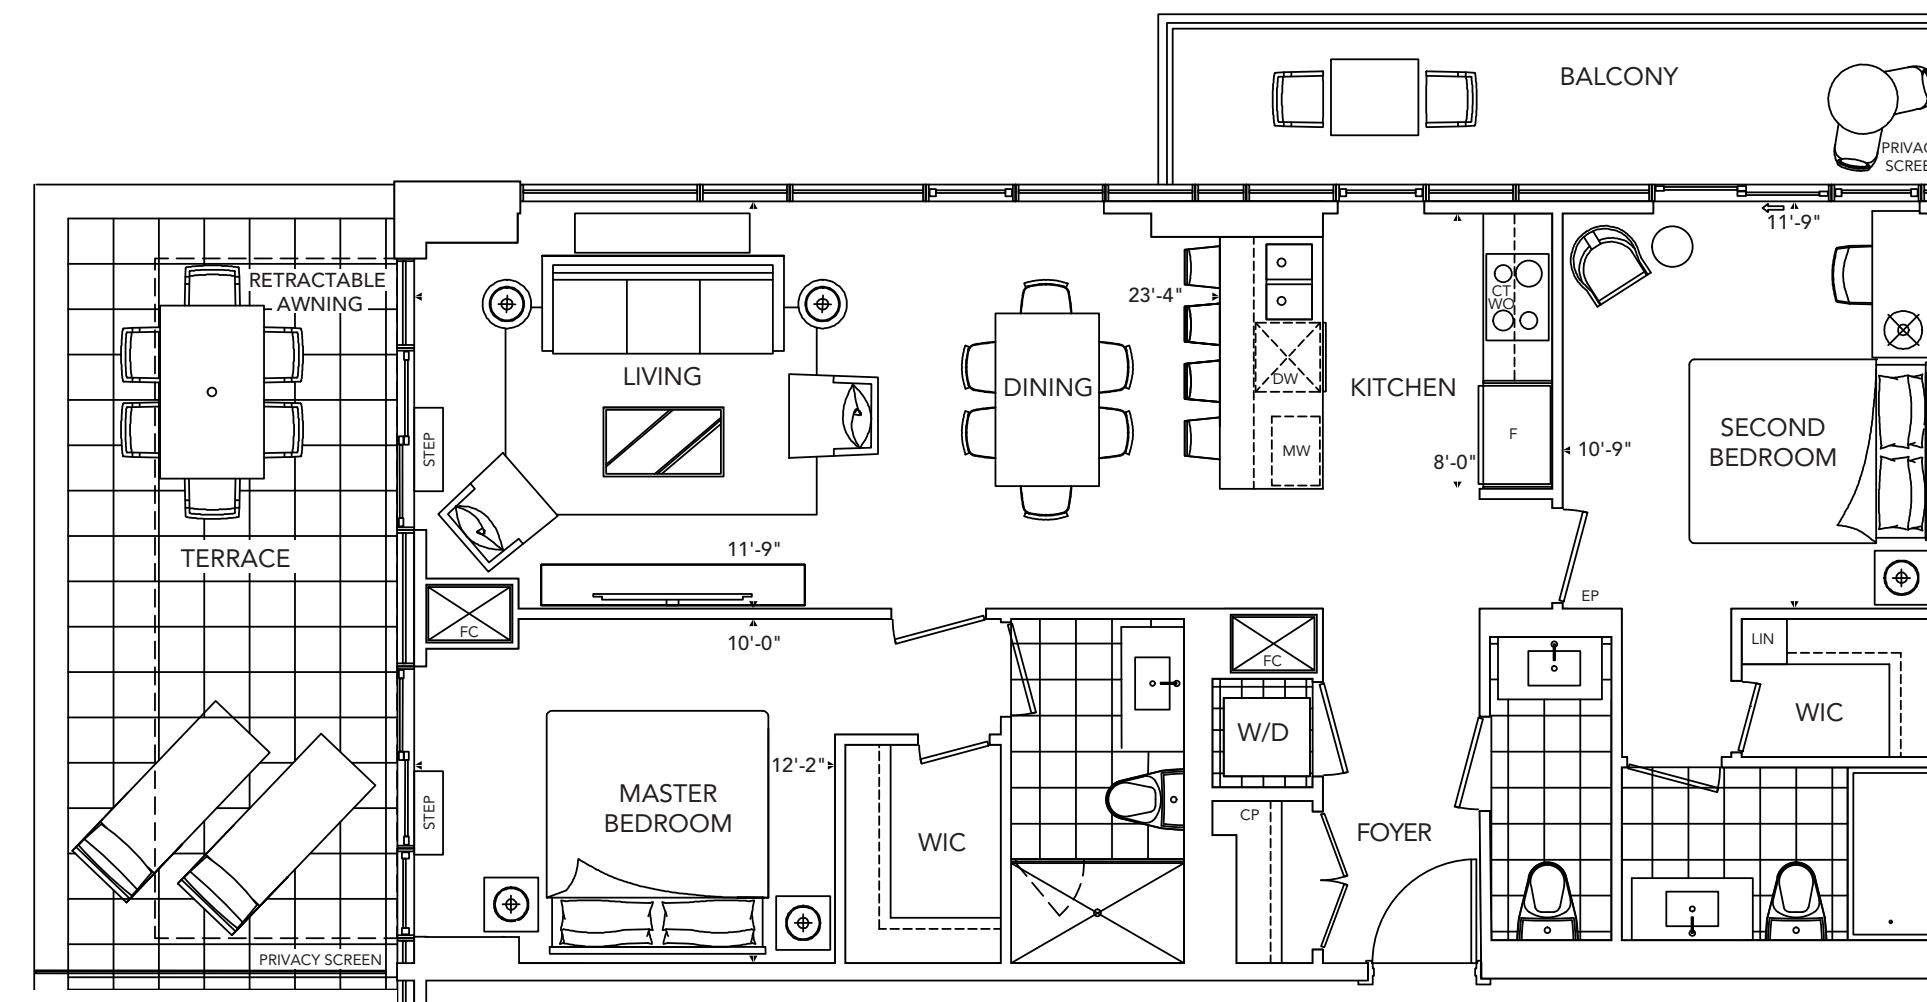 BALCONY
PRIVAC
SCREE
11'-9"
RETRACTABLE
AWNING
CT
WO
23'-4"
LIVING
DINING
DW
KITCHEN
SECOND
BEDROOM
STEP
MW
F
8'-0"
10'-9"
TERRACE
11'-9"
EP
FC
10'-0"
FC
LIN
W/D
WIC
12'-2"
MASTER
BEDROOM
STEP
WIC
CP
FOYER
PRIVACY SCREEN